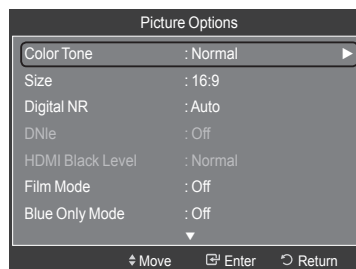 Picture Options
Color Tone : Normal ►
Size : 16:9
Digital NR : Auto
DNIe : Off
HDMI Black Level : Normal
Film Mode : Off
Blue Only Mode : Off
▼
Move Enter Return